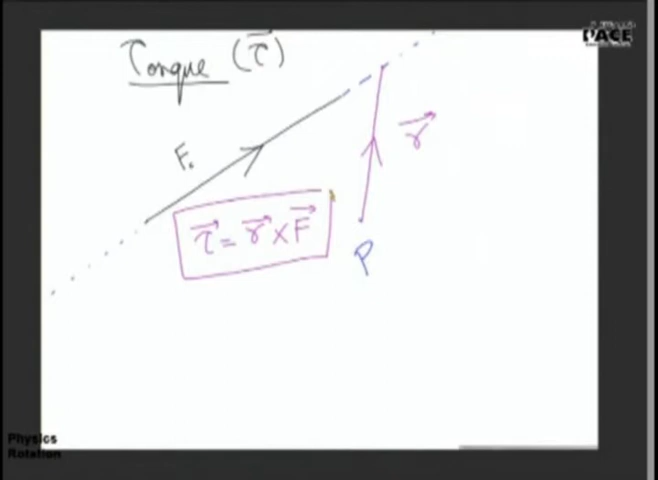 PACE
Torque (τ⃗)
F.
r⃗
τ⃗ = r⃗ × F⃗
P
Physics
Rotation